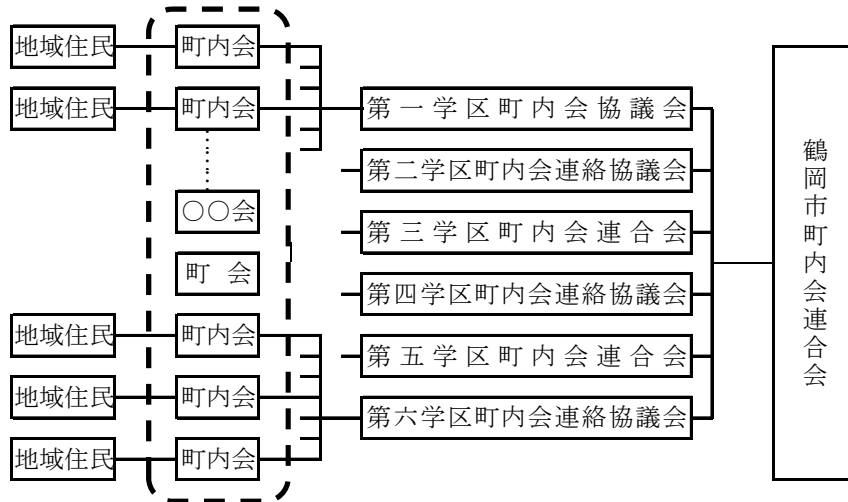 地域住民
町内会
地域住民
町内会
第一学区町内会協議会
第二学区町内会連絡協議会
〇〇会
第三学区町内会連合会
町 会
第四学区町内会連絡協議会
地域住民
町内会
第五学区町内会連合会
地域住民
町内会
第六学区町内会連絡協議会
地域住民
町内会
鶴岡市町内会連合会